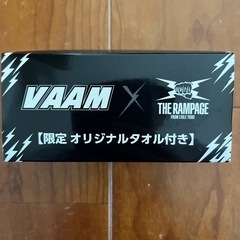 VAAM X THE RAMPAGE
FROM EXILE TRIBE
【限定 オリジナルタオル付き】